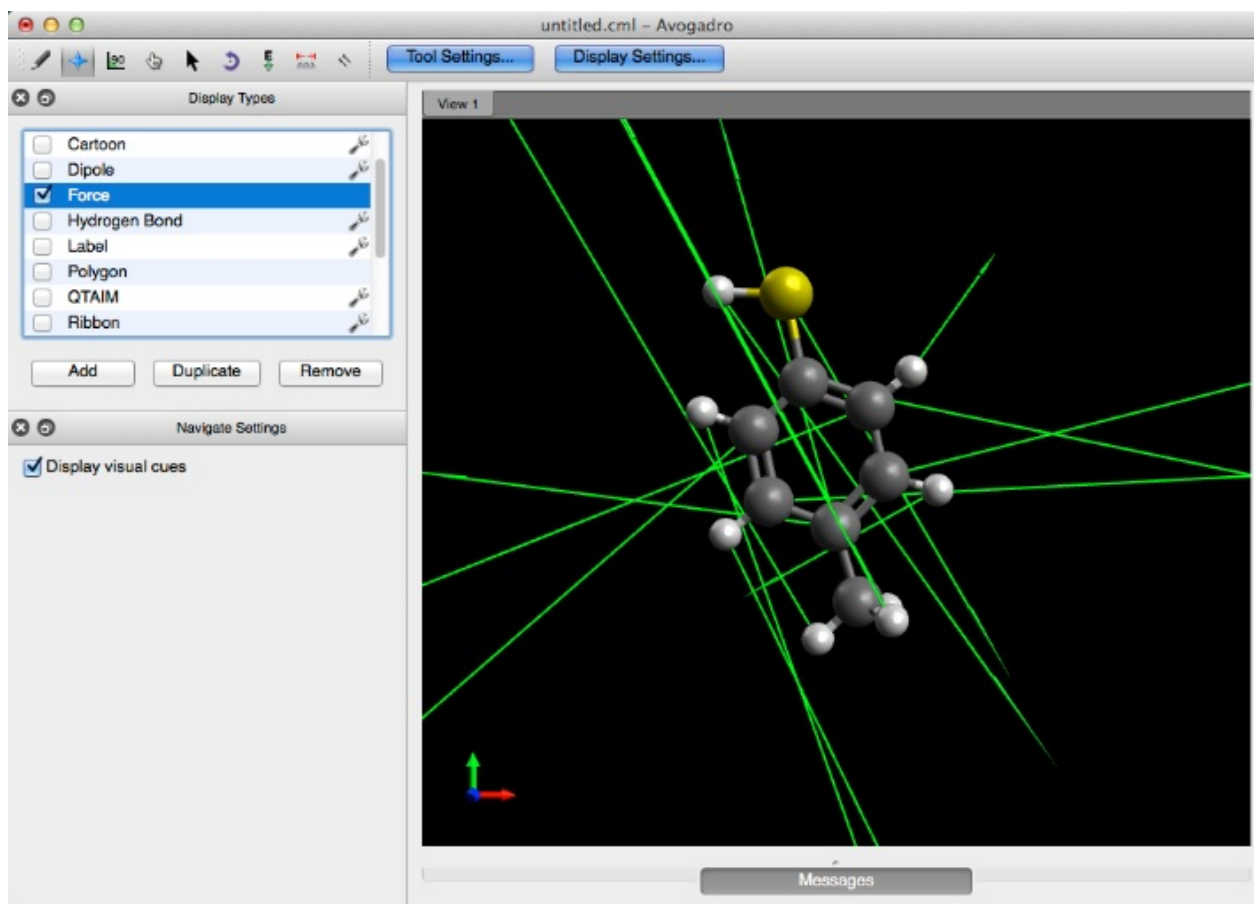 untitled.cml – Avogadro
90
E
Tool Settings...
Display Settings...
Display Types
Cartoon
Dipole
Force
Hydrogen Bond
Label
Polygon
QTAIM
Ribbon
Add
Duplicate
Remove
Navigate Settings
Display visual cues
View 1
Messages